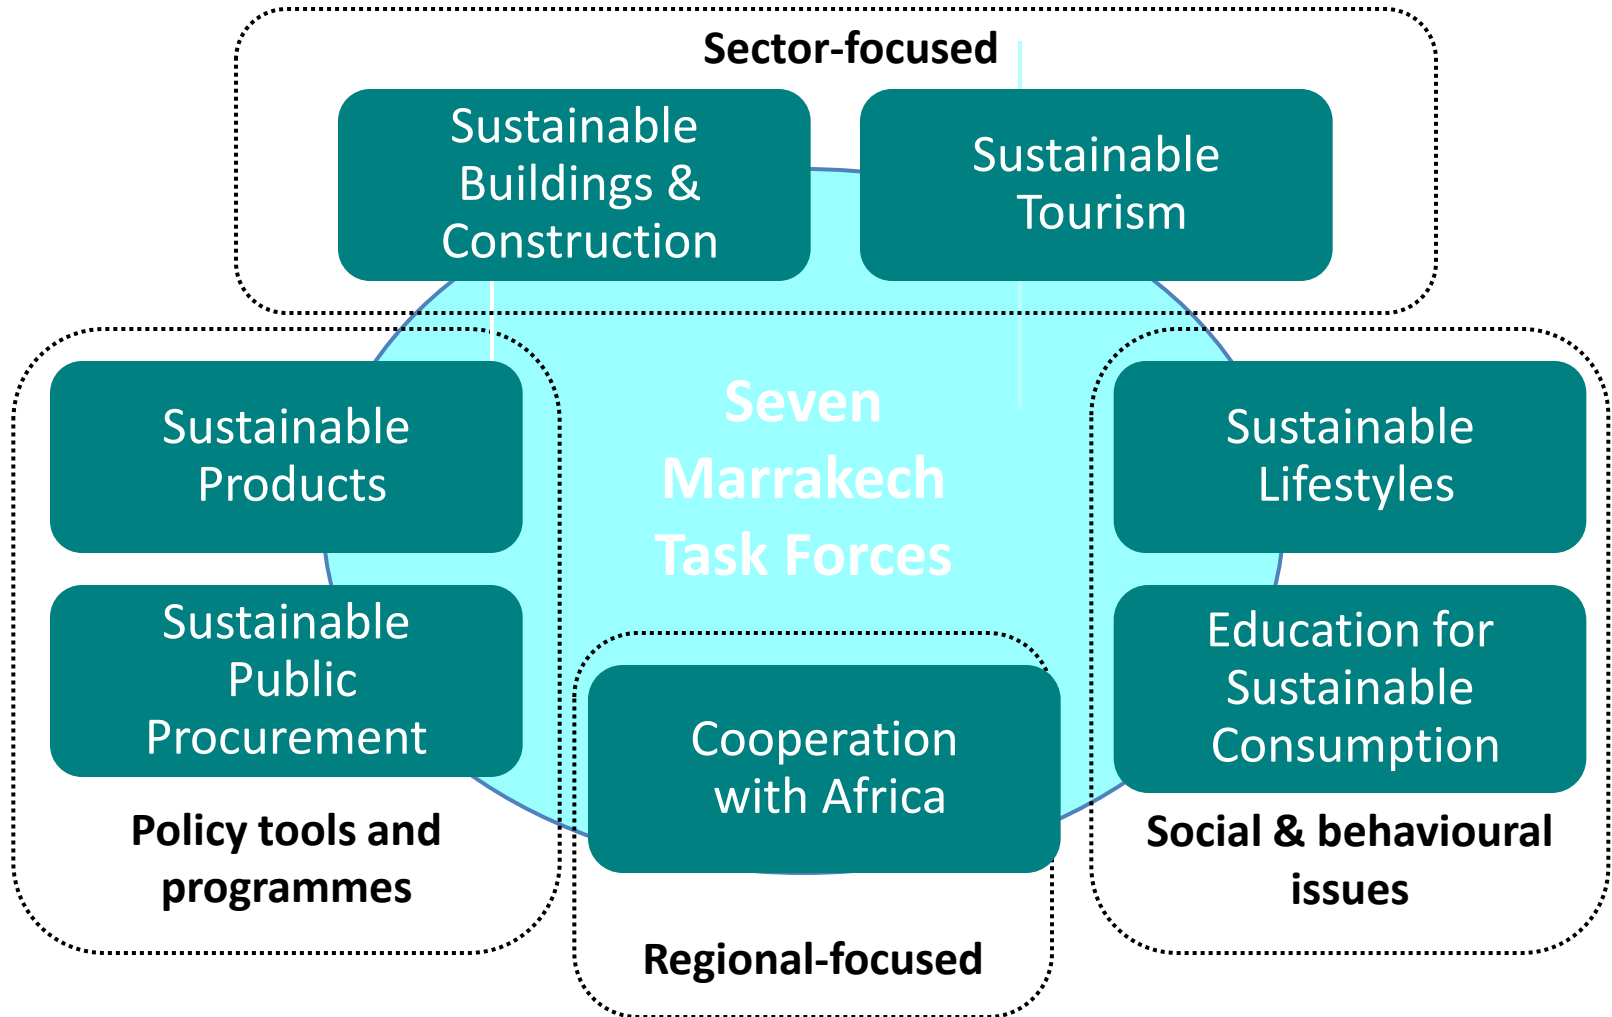 Sector-focused
Sustainable
Buildings &
Construction
Sustainable
Tourism
Sustainable
Products
Seven
Marrakech
Task Forces
Sustainable
Lifestyles
Sustainable
Public
Procurement
Cooperation
with Africa
Education for
Sustainable
Consumption
Policy tools and
programmes
Regional-focused
Social & behavioural
issues